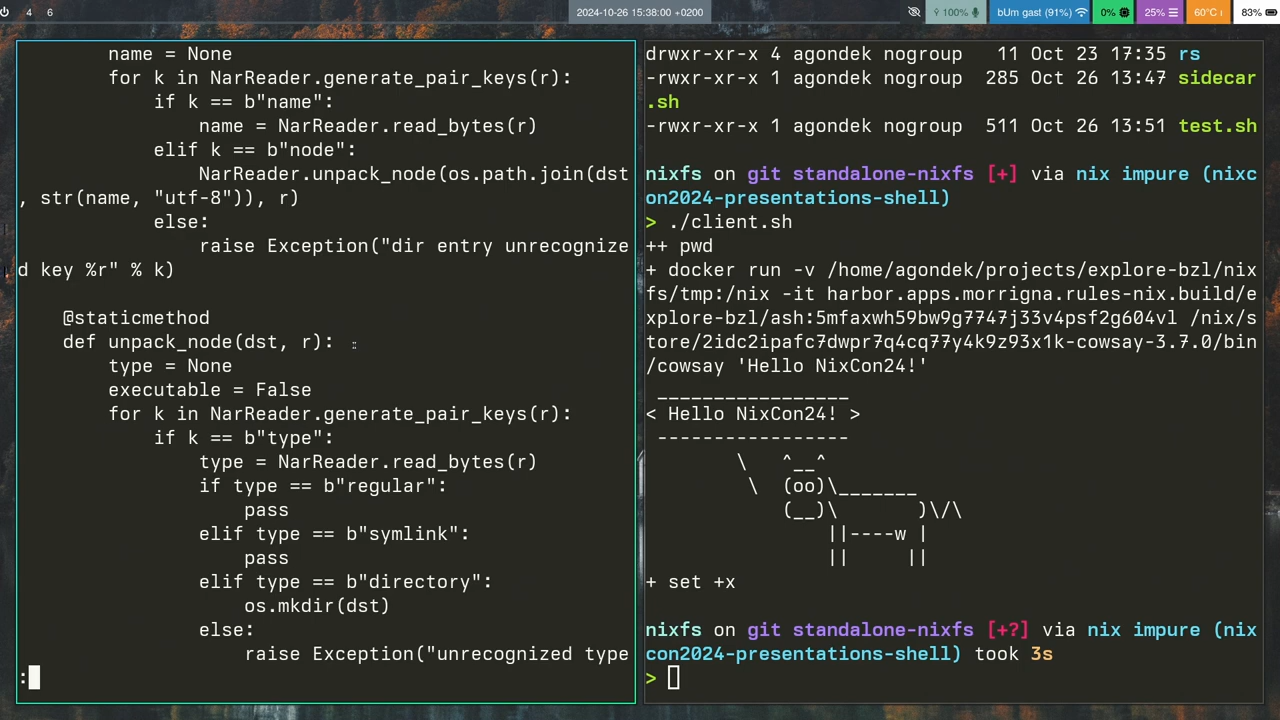 4 6
2024-10-26 15:38:00 +0200
100%
bUm gast (91%)
0%
25%
60°C
83%
name = None
for k in NarReader.generate_pair_keys(r):
if k == b"name":
name = NarReader.read_bytes(r)
elif k == b"node":
NarReader.unpack_node(os.path.join(dst
, str(name, "utf-8")), r)
else:
raise Exception("dir entry unrecognize
d key %r" % k)
@staticmethod
def unpack_node(dst, r):
type = None
executable = False
for k in NarReader.generate_pair_keys(r):
if k == b"type":
type = NarReader.read_bytes(r)
if type == b"regular":
pass
elif type == b"symlink":
pass
elif type == b"directory":
os.mkdir(dst)
else:
raise Exception("unrecognized type
:
drwxr-xr-x 4 agondek nogroup 11 Oct 23 17:35 rs
-rwxr-xr-x 1 agondek nogroup 285 Oct 26 13:47 sidecar
.sh
-rwxr-xr-x 1 agondek nogroup 511 Oct 26 13:51 test.sh
nixfs on git standalone-nixfs [+] via nix impure (nixc
on2024-presentations-shell)
> ./client.sh
++ pwd
+ docker run -v /home/agondek/projects/explore-bzl/nix
fs/tmp:/nix -it harbor.apps.morrigna.rules-nix.build/e
xplore-bzl/ash:5mfaxwh59bw9g7747j33v4psf2g604vl /nix/s
tore/2idc2ipafc7dwpr7q4cq77y4k9z93x1k-cowsay-3.7.0/bin
/cowsay 'Hello NixCon24!'
_________________
< Hello NixCon24! >
-----------------
\ ^__^
\ (oo)\_______
(__)\ )\/\
||----w |
|| ||
+ set +x
nixfs on git standalone-nixfs [+?] via nix impure (nix
con2024-presentations-shell) took 3s
>